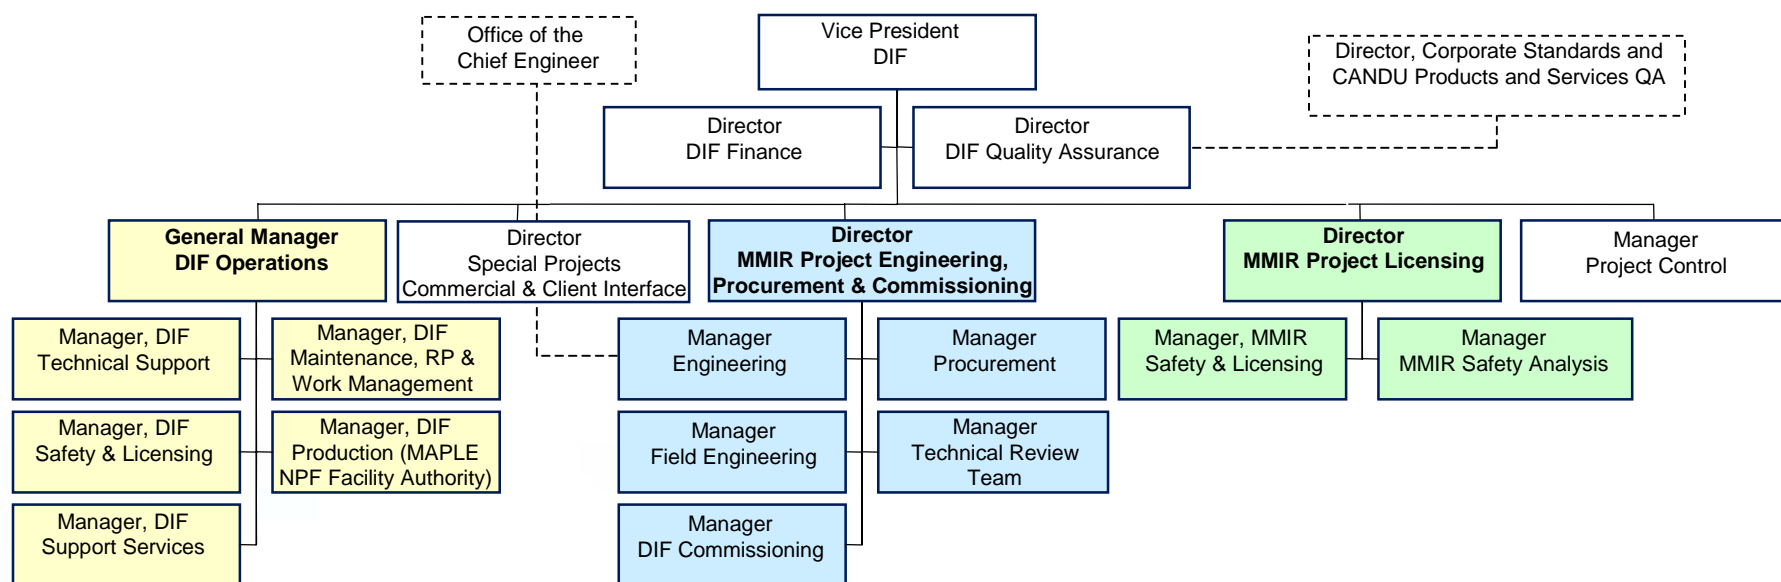 Office of the
Chief Engineer
Vice President
DIF
Director, Corporate Standards and
CANDU Products and Services QA
Director
DIF Finance
Director
DIF Quality Assurance
General Manager
DIF Operations
Director
Special Projects
Commercial & Client Interface
Director
MMIR Project Engineering,
Procurement & Commissioning
Director
MMIR Project Licensing
Manager
Project Control
Manager, DIF
Technical Support
Manager, DIF
Maintenance, RP &
Work Management
Manager
Engineering
Manager
Procurement
Manager, MMIR
Safety & Licensing
Manager
MMIR Safety Analysis
Manager, DIF
Safety & Licensing
Manager, DIF
Production (MAPLE
NPF Facility Authority)
Manager
Field Engineering
Manager
Technical Review
Team
Manager, DIF
Support Services
Manager
DIF Commissioning